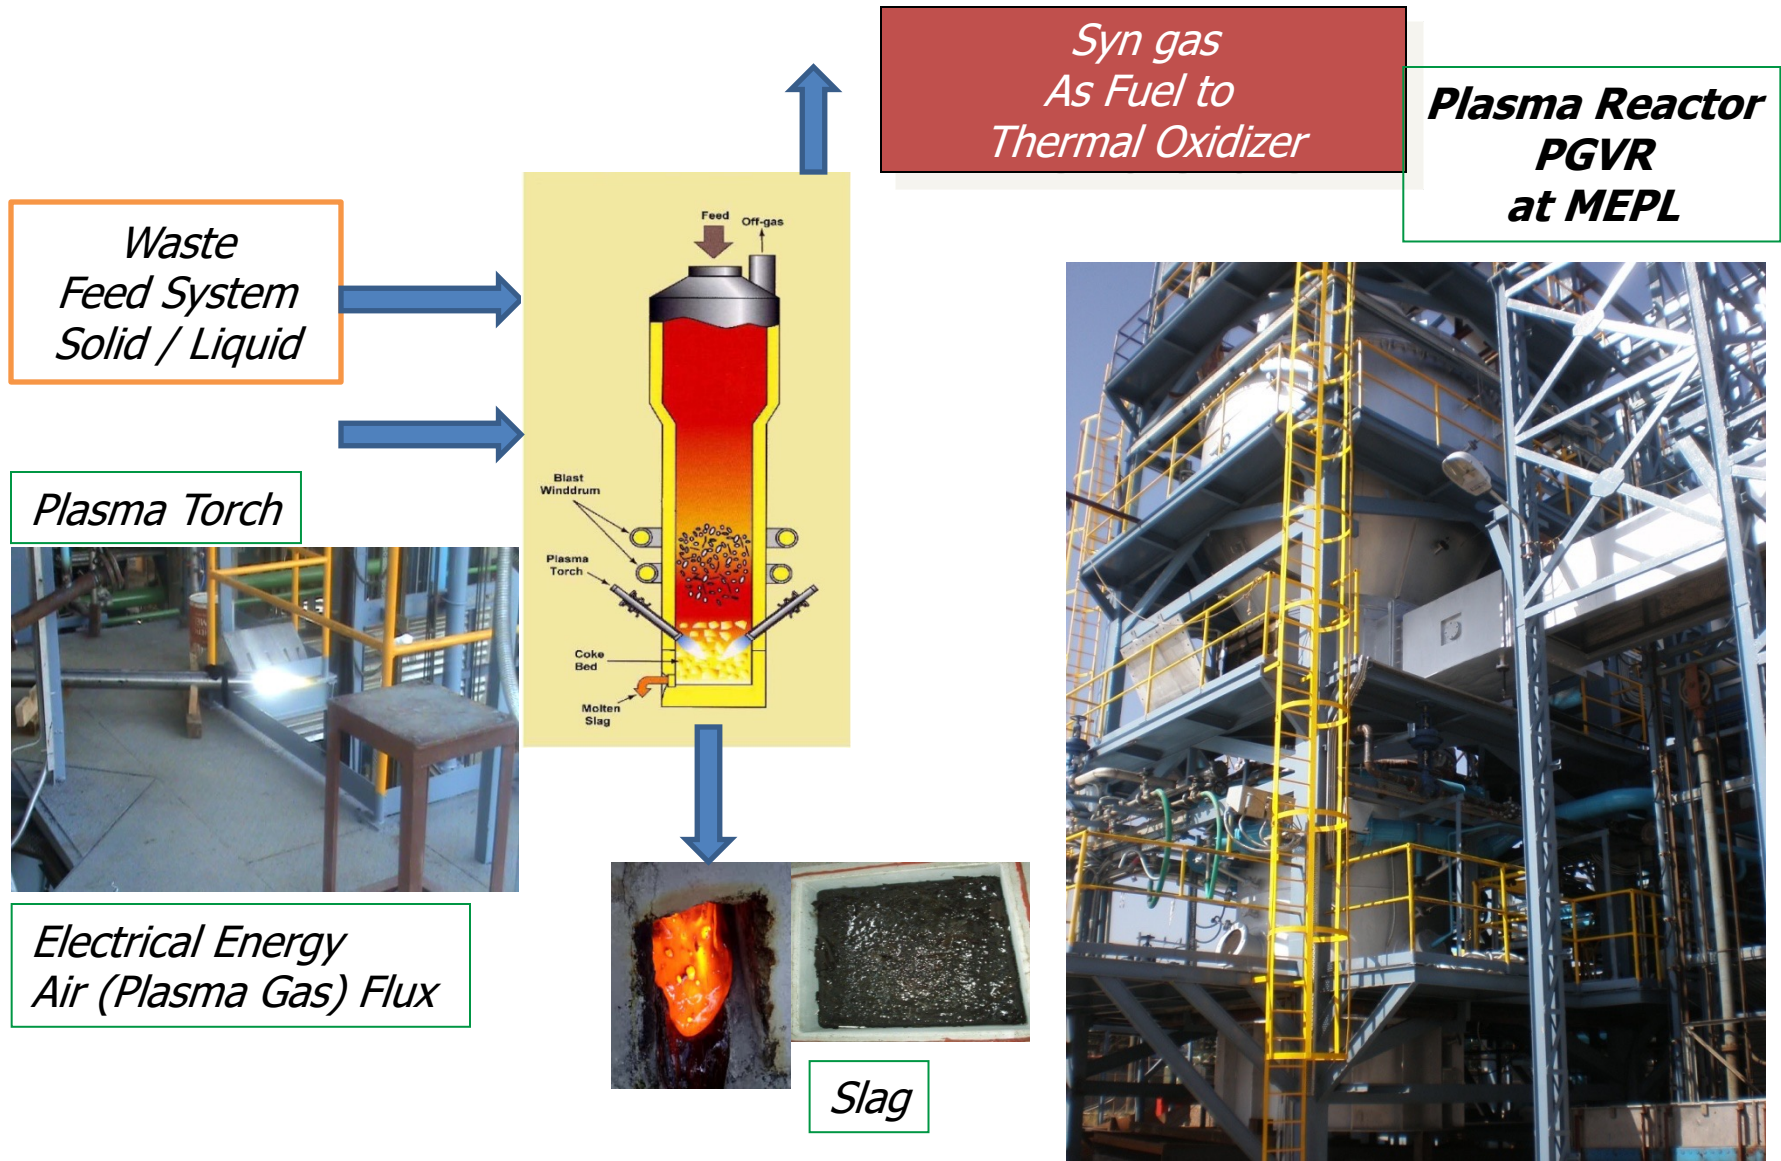 Syn gas
As Fuel to
Thermal Oxidizer
Plasma Reactor
PGVR
at MEPL
Waste
Feed System
Solid / Liquid
Feed
Off-gas
Blast
Winddrum
Plasma
Torch
Coke
Bed
Molten
Slag
Plasma Torch
Electrical Energy
Air (Plasma Gas) Flux
Slag